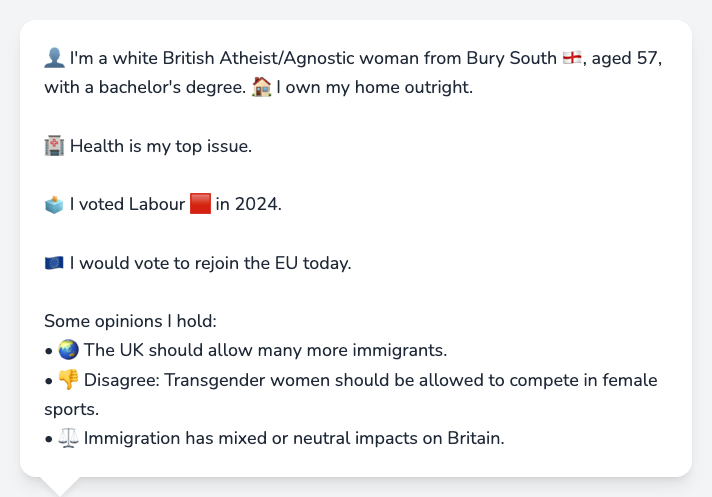 👤 I'm a white British Atheist/Agnostic woman from Bury South 🏴󠁧󠁢󠁥󠁮󠁧󠁿, aged 57,
with a bachelor's degree. 🏠 I own my home outright.
🏥 Health is my top issue.
🗳️ I voted Labour 🟥 in 2024.
🇪🇺 I would vote to rejoin the EU today.
Some opinions I hold:
• 🌏 The UK should allow many more immigrants.
• 👎 Disagree: Transgender women should be allowed to compete in female
sports.
• ⚖️ Immigration has mixed or neutral impacts on Britain.